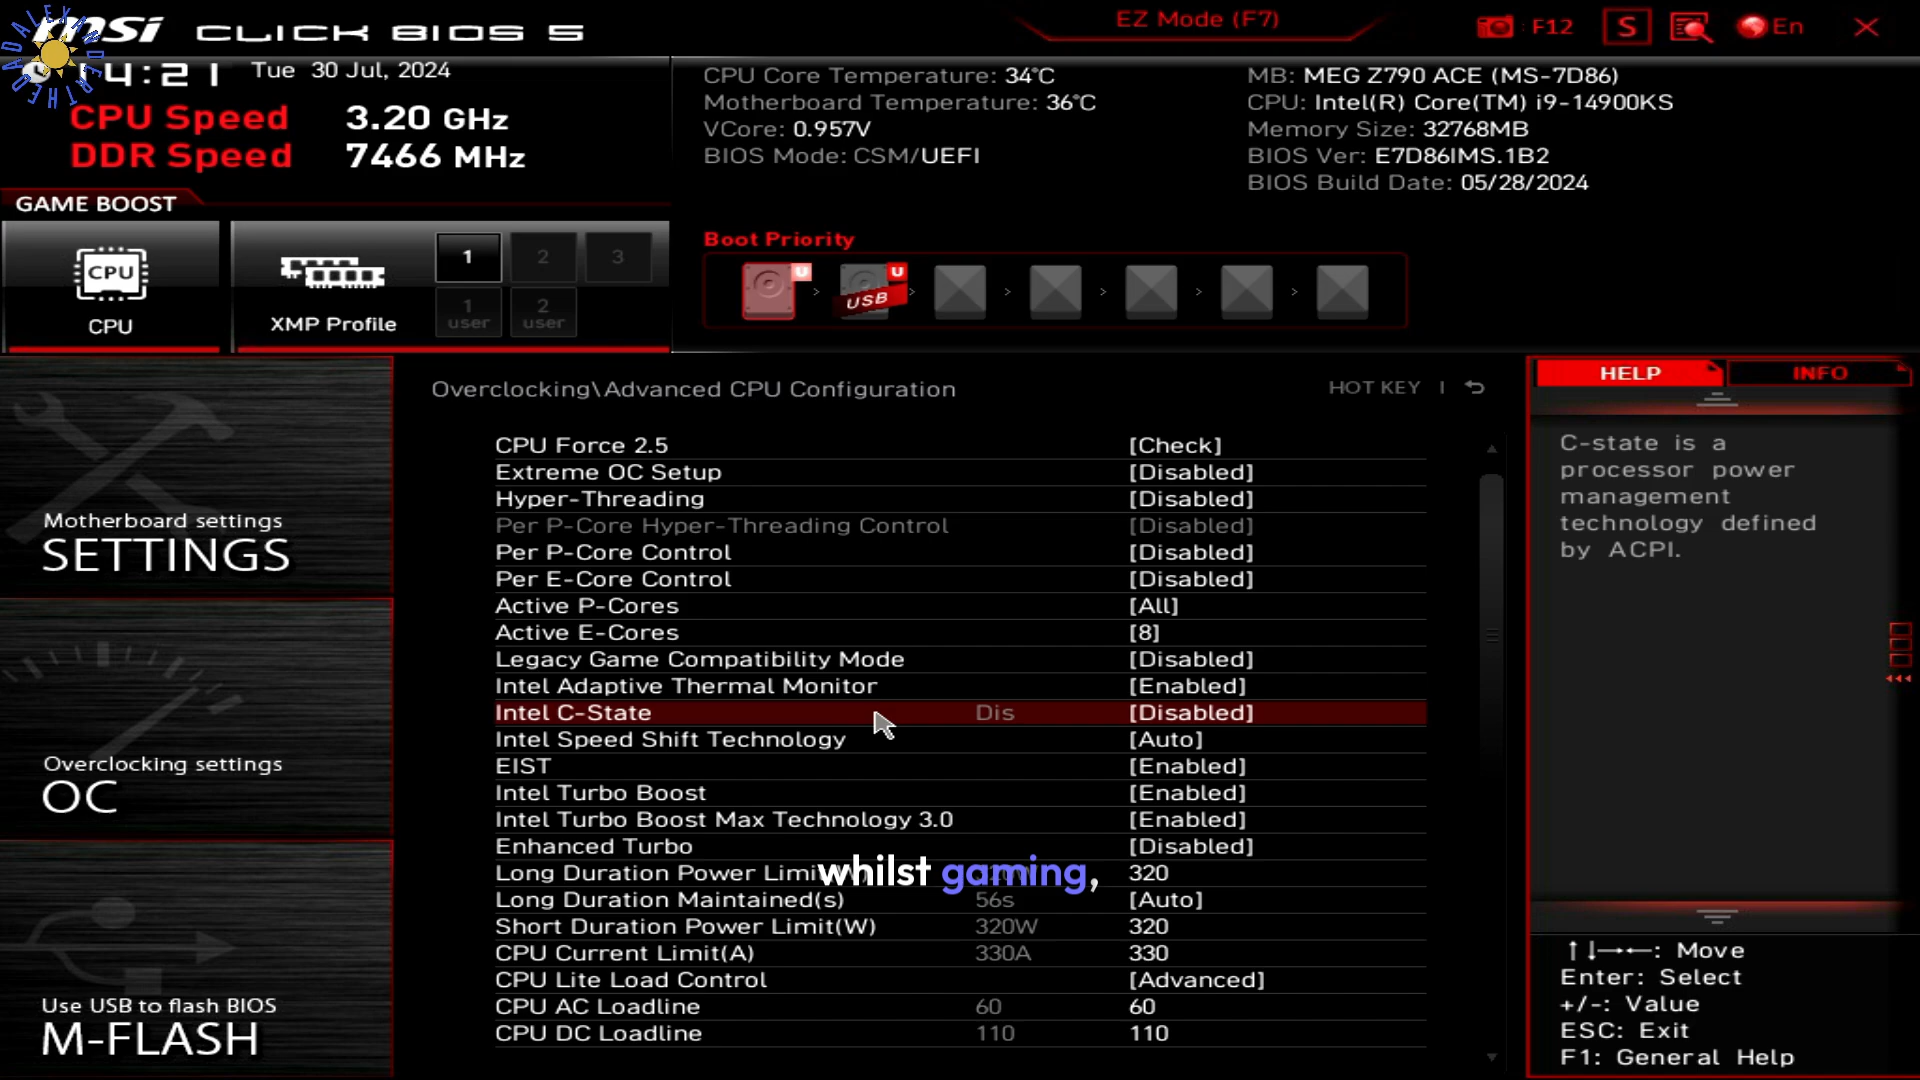 msi CLICK BIOS 5
EZ Mode (F7)
: F12
S
En
ADALEXANDERTHEO
14:21
Tue 30 Jul, 2024
CPU Speed 3.20 GHz
DDR Speed 7466 MHz
CPU Core Temperature: 34°C
Motherboard Temperature: 36°C
VCore: 0.957V
BIOS Mode: CSM/UEFI
MB: MEG Z790 ACE (MS-7D86)
CPU: Intel(R) Core(TM) i9-14900KS
Memory Size: 32768MB
BIOS Ver: E7D86IMS.1B2
BIOS Build Date: 05/28/2024
GAME BOOST
CPU
CPU
XMP Profile
1 2 3
1 user
2 user
Boot Priority
U
U
USB
Motherboard settings
SETTINGS
Overclocking settings
OC
Use USB to flash BIOS
M-FLASH
Overclocking\Advanced CPU Configuration
HOT KEY |
CPU Force 2.5 [Check]
Extreme OC Setup [Disabled]
Hyper-Threading [Disabled]
Per P-Core Hyper-Threading Control [Disabled]
Per P-Core Control [Disabled]
Per E-Core Control [Disabled]
Active P-Cores [All]
Active E-Cores [8]
Legacy Game Compatibility Mode [Disabled]
Intel Adaptive Thermal Monitor [Enabled]
Intel C-State Dis [Disabled]
Intel Speed Shift Technology [Auto]
EIST [Enabled]
Intel Turbo Boost [Enabled]
Intel Turbo Boost Max Technology 3.0 [Enabled]
Enhanced Turbo [Disabled]
Long Duration Power Limi 320
whilst gaming,
Long Duration Maintained(s) 56s [Auto]
Short Duration Power Limit(W) 320W 320
CPU Current Limit(A) 330A 330
CPU Lite Load Control [Advanced]
CPU AC Loadline 60 60
CPU DC Loadline 110 110
HELP
INFO
C-state is a
processor power
management
technology defined
by ACPI.
↑↓→←: Move
Enter: Select
+/-: Value
ESC: Exit
F1: General Help